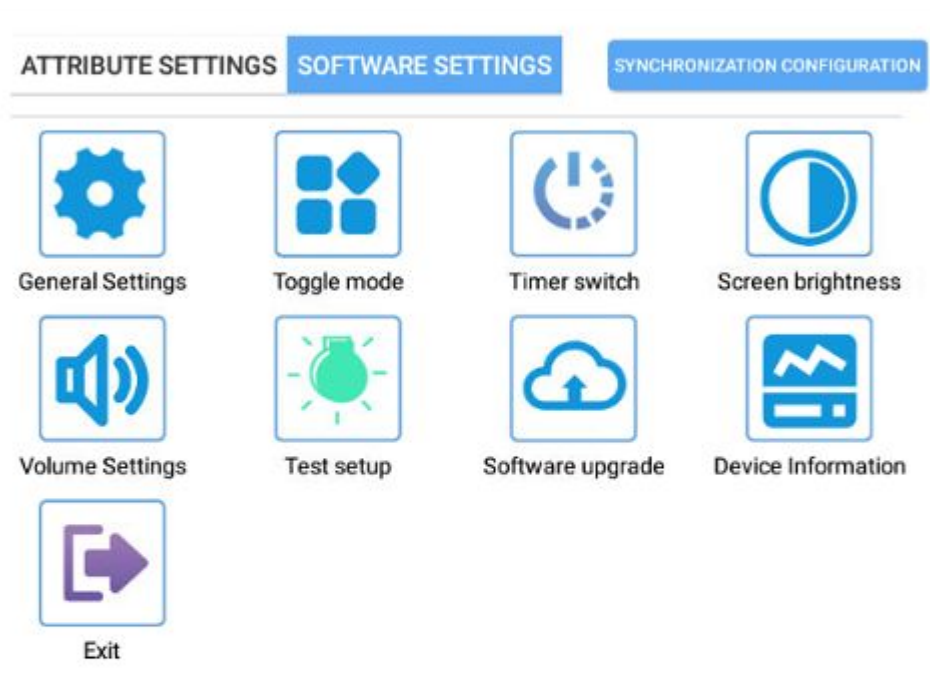 ATTRIBUTE SETTINGS SOFTWARE SETTINGS SYNCHRONIZATION CONFIGURATION
General Settings Toggle mode Timer switch Screen brightness
Volume Settings Test setup Software upgrade Device Information
Exit